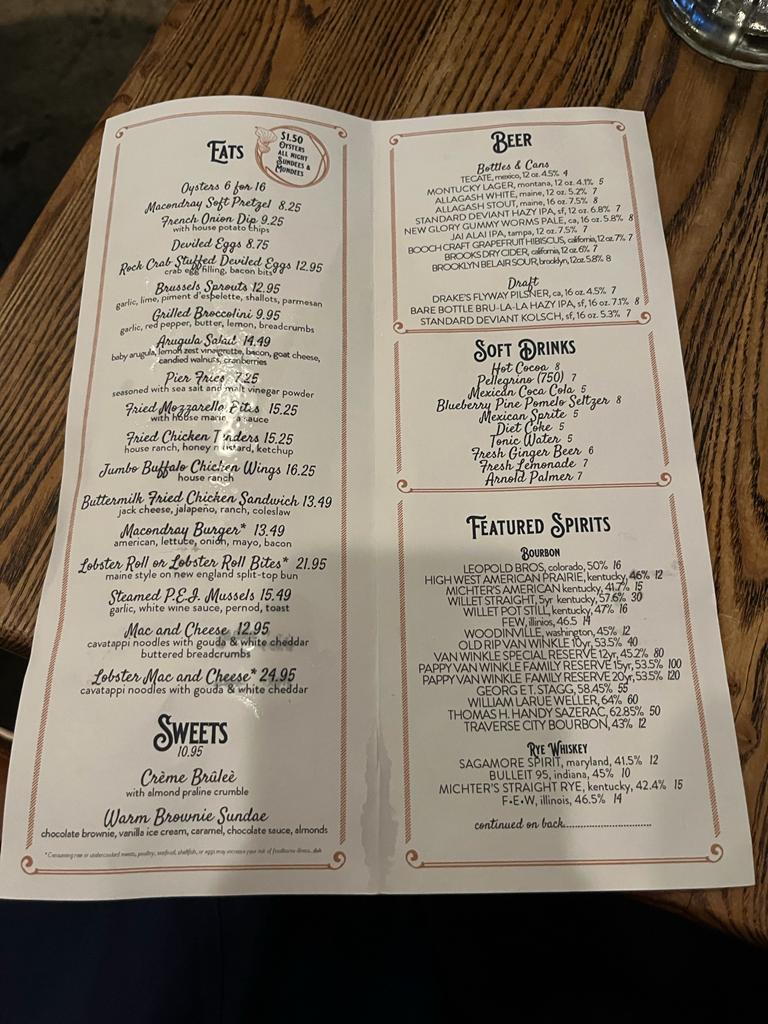 EATS
$1.50
OYSTERS
ALL NIGHT
SUNDEES &
MONDEES
Oysters 6 for 16
Macondray Soft Pretzel 8.25
French Onion Dip 9.25
with house potato chips
Deviled Eggs 8.75
Rock Crab Stuffed Deviled Eggs 12.95
crab egg filling, bacon bits
Brussels Sprouts 12.95
garlic, lime, piment d'espelette, shallots, parmesan
Grilled Broccolini 9.95
garlic, red pepper, butter, lemon, breadcrumbs
Arugula Salad 14.49
baby arugula, lemon zest vinaigrette, bacon, goat cheese,
candied walnuts, cranberries
Pier Fries 7.25
seasoned with sea salt and malt vinegar powder
Fried Mozzarella Bites 15.25
with house marinara sauce
Fried Chicken Tenders 15.25
house ranch, honey mustard, ketchup
Jumbo Buffalo Chicken Wings 16.25
house ranch
Buttermilk Fried Chicken Sandwich 13.49
jack cheese, jalapeño, ranch, coleslaw
Macondray Burger* 13.49
american, lettuce, onion, mayo, bacon
Lobster Roll or Lobster Roll Bites* 21.95
maine style on new england split-top bun
Steamed P.E.I. Mussels 15.49
garlic, white wine sauce, pernod, toast
Mac and Cheese 12.95
cavatappi noodles with gouda & white cheddar
buttered breadcrumbs
Lobster Mac and Cheese* 24.95
cavatappi noodles with gouda & white cheddar
SWEETS
10.95
Crème Brûleè
with almond praline crumble
Warm Brownie Sundae
chocolate brownie, vanilla ice cream, caramel, chocolate sauce, almonds
* Consuming raw or undercooked meats, poultry, seafood, shellfish, or eggs may increase your risk of foodborne illness...duh
BEER
Bottles & Cans
TECATE, mexico, 12 oz. 4.5% 4
MONTUCKY LAGER, montana, 12 oz. 4.1% 5
ALLAGASH WHITE, maine, 12 oz. 5.2% 7
ALLAGASH STOUT, maine, 16 oz. 7.5% 8
STANDARD DEVIANT HAZY IPA, sf, 12 oz. 6.8% 7
NEW GLORY GUMMY WORMS PALE, ca, 16 oz. 5.8% 8
JAI ALAI IPA, tampa, 12 oz. 7.5% 7
BOOCH CRAFT GRAPEFRUIT HIBISCUS, california, 12 oz. 7% 7
BROOKS DRY CIDER, california, 12 oz. 6% 7
BROOKLYN BELAIR SOUR, brooklyn, 12oz. 5.8% 8
Draft
DRAKE'S FLYWAY PILSNER, ca, 16 oz. 4.5% 7
BARE BOTTLE BRU-LA-LA HAZY IPA, sf, 16 oz. 7.1% 8
STANDARD DEVIANT KOLSCH, sf, 16 oz. 5.3% 7
SOFT DRINKS
Hot Cocoa 8
Pellegrino (750) 7
Mexican Coca Cola 5
Blueberry Pine Pomelo Seltzer 8
Mexican Sprite 5
Diet Coke 5
Tonic Water 5
Fresh Ginger Beer 6
Fresh Lemonade 7
Arnold Palmer 7
FEATURED SPIRITS
BOURBON
LEOPOLD BROS, colorado, 50% 16
HIGH WEST AMERICAN PRAIRIE, kentucky, 46% 12
MICHTER'S AMERICAN kentucky, 41.7% 15
WILLET STRAIGHT, 5yr kentucky, 57.6% 30
WILLET POT STILL, kentucky, 47% 16
FEW, illinios, 46.5 14
WOODINVILLE, washington, 45% 12
OLD RIP VAN WINKLE 10yr, 53.5% 40
VAN WINKLE SPECIAL RESERVE 12yr, 45.2% 80
PAPPY VAN WINKLE FAMILY RESERVE 15yr, 53.5% 100
PAPPY VAN WINKLE FAMILY RESERVE 20yr, 53.5% 120
GEORGE T. STAGG, 58.45% 55
WILLIAM LARUE WELLER, 64% 60
THOMAS H. HANDY SAZERAC, 62.85% 50
TRAVERSE CITY BOURBON, 43% 12
RYE WHISKEY
SAGAMORE SPIRIT, maryland, 41.5% 12
BULLEIT 95, indiana, 45% 10
MICHTER'S STRAIGHT RYE, kentucky, 42.4% 15
F•E•W, illinois, 46.5% 14
continued on back..............................